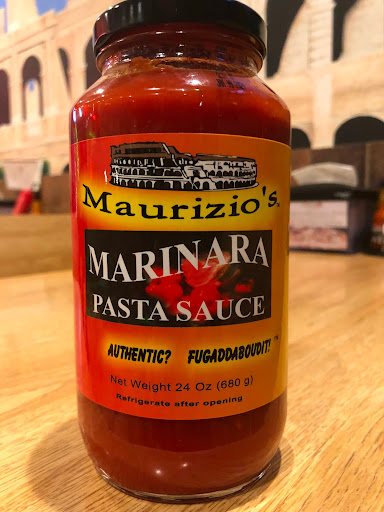 Maurizio's
MARINARA
PASTA SAUCE
AUTHENTIC? FUGADDABOUDIT!™
Net Weight 24 Oz (680 g)
Refrigerate after opening